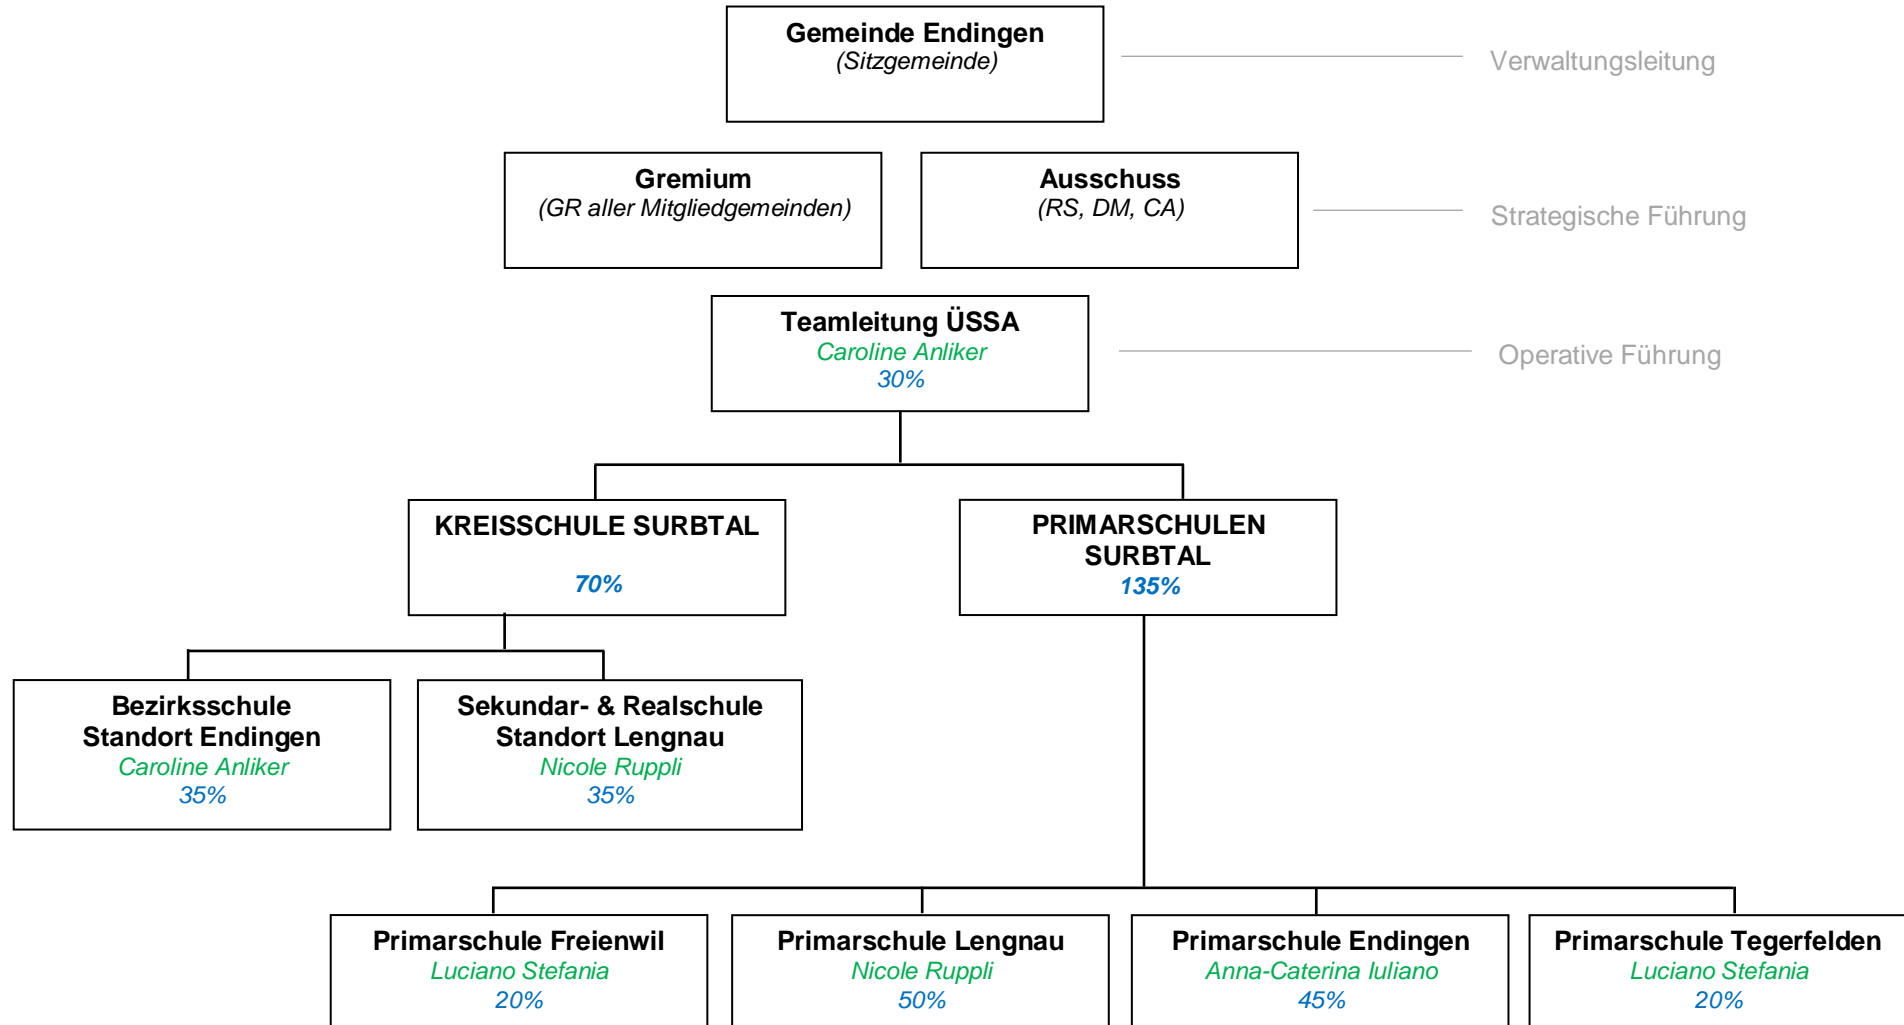 Gemeinde Endingen
(Sitzgemeinde)
Verwaltungsleitung
Gremium
(GR aller Mitgliedgemeinden)
Ausschuss
(RS, DM, CA)
Strategische Führung
Teamleitung ÜSSA
Caroline Anliker
30%
Operative Führung
KREISSCHULE SURBTAL
70%
PRIMARSCHULEN
SURBTAL
135%
Bezirksschule
Standort Endingen
Caroline Anliker
35%
Sekundar- & Realschule
Standort Lengnau
Nicole Ruppli
35%
Primarschule Freienwil
Luciano Stefania
20%
Primarschule Lengnau
Nicole Ruppli
50%
Primarschule Endingen
Anna-Caterina Iuliano
45%
Primarschule Tegerfelden
Luciano Stefania
20%